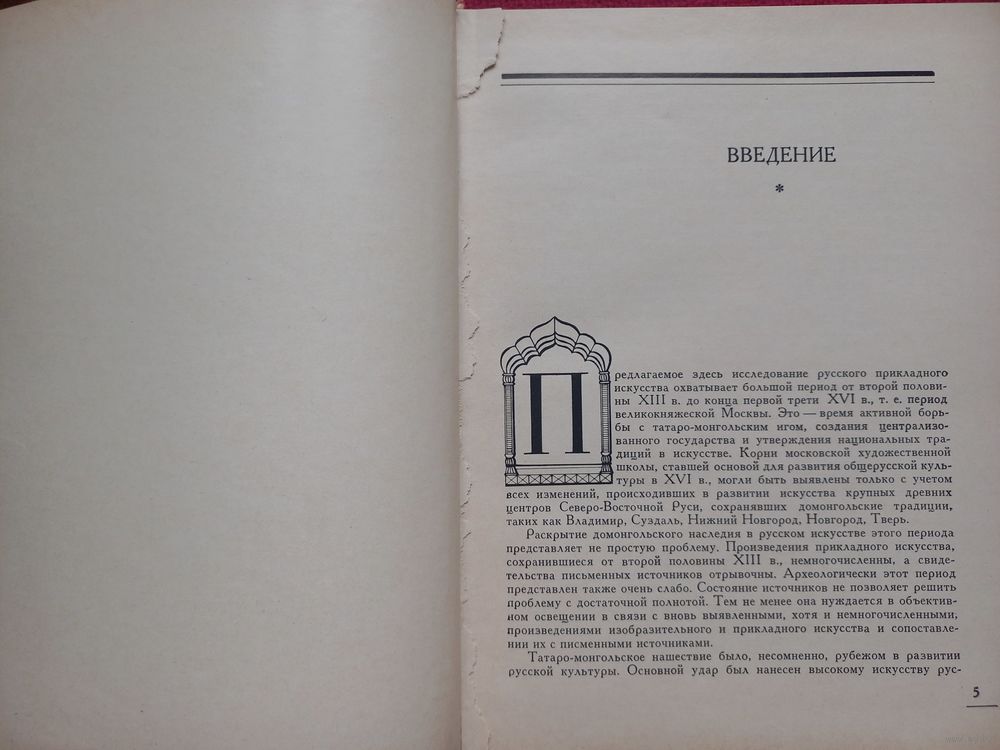 ВВЕДЕНИЕ
*
Предлагаемое здесь исследование русского прикладного
искусства охватывает большой период от второй полови-
ны XIII в. до конца первой трети XVI в., т. е. период
великокняжеской Москвы. Это — время активной борь-
бы с татаро-монгольским игом, создания централизо-
ванного государства и утверждения национальных тра-
диций в искусстве. Корни московской художественной
школы, ставшей основой для развития общерусской куль-
туры в XVI в., могли быть выявлены только с учетом
всех изменений, происходивших в развитии искусства крупных древних
центров Северо-Восточной Руси, сохранявших домонгольские традиции,
таких как Владимир, Суздаль, Нижний Новгород, Новгород, Тверь.
Раскрытие домонгольского наследия в русском искусстве этого периода
представляет не простую проблему. Произведения прикладного искусства,
сохранившиеся от второй половины XIII в., немногочисленны, а свиде-
тельства письменных источников отрывочны. Археологически этот период
представлен также очень слабо. Состояние источников не позволяет решить
проблему с достаточной полнотой. Тем не менее она нуждается в объектив-
ном освещении в связи с вновь выявленными, хотя и немногочисленными,
произведениями изобразительного и прикладного искусства и сопоставле-
нии их с писменными источниками.
Татаро-монгольское нашествие было, несомненно, рубежом в развитии
русской культуры. Основной удар был нанесен высокому искусству рус-
5